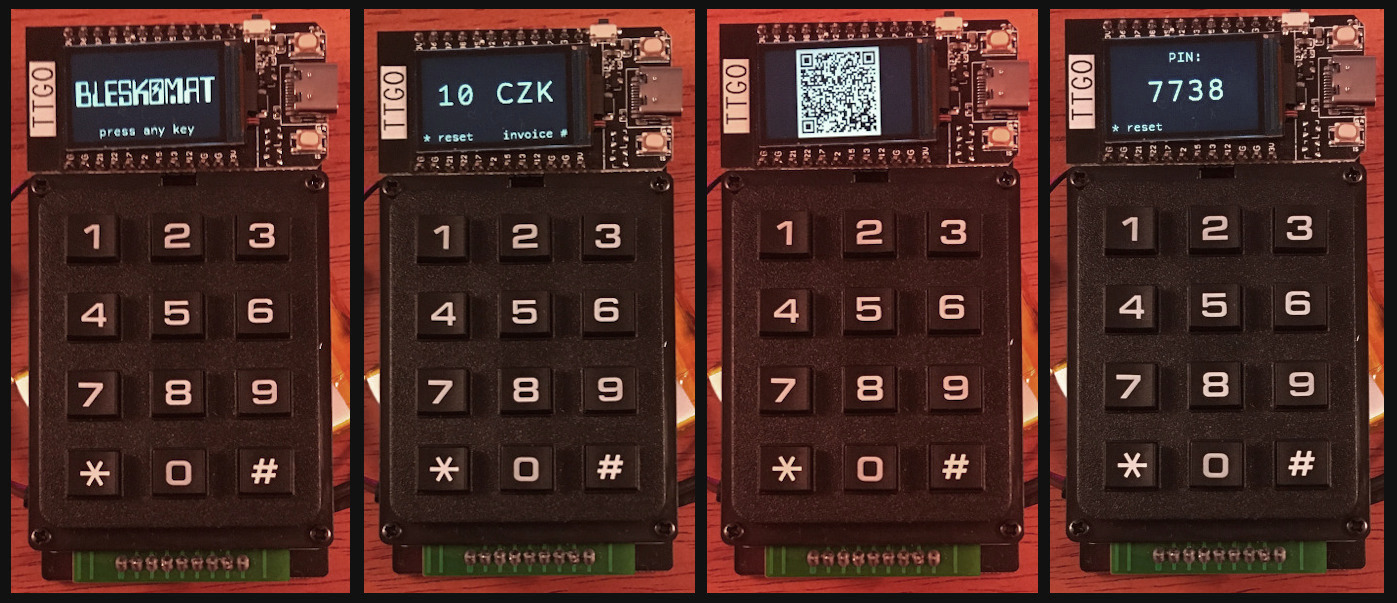 TTGO
BLESKOMAT
press any key
1 2 3
4 5 6
7 8 9
* 0 #
TTGO
10 CZK
* reset invoice #
1 2 3
4 5 6
7 8 9
* 0 #
TTGO
1 2 3
4 5 6
7 8 9
* 0 #
TTGO
PIN:
7738
* reset
1 2 3
4 5 6
7 8 9
* 0 #